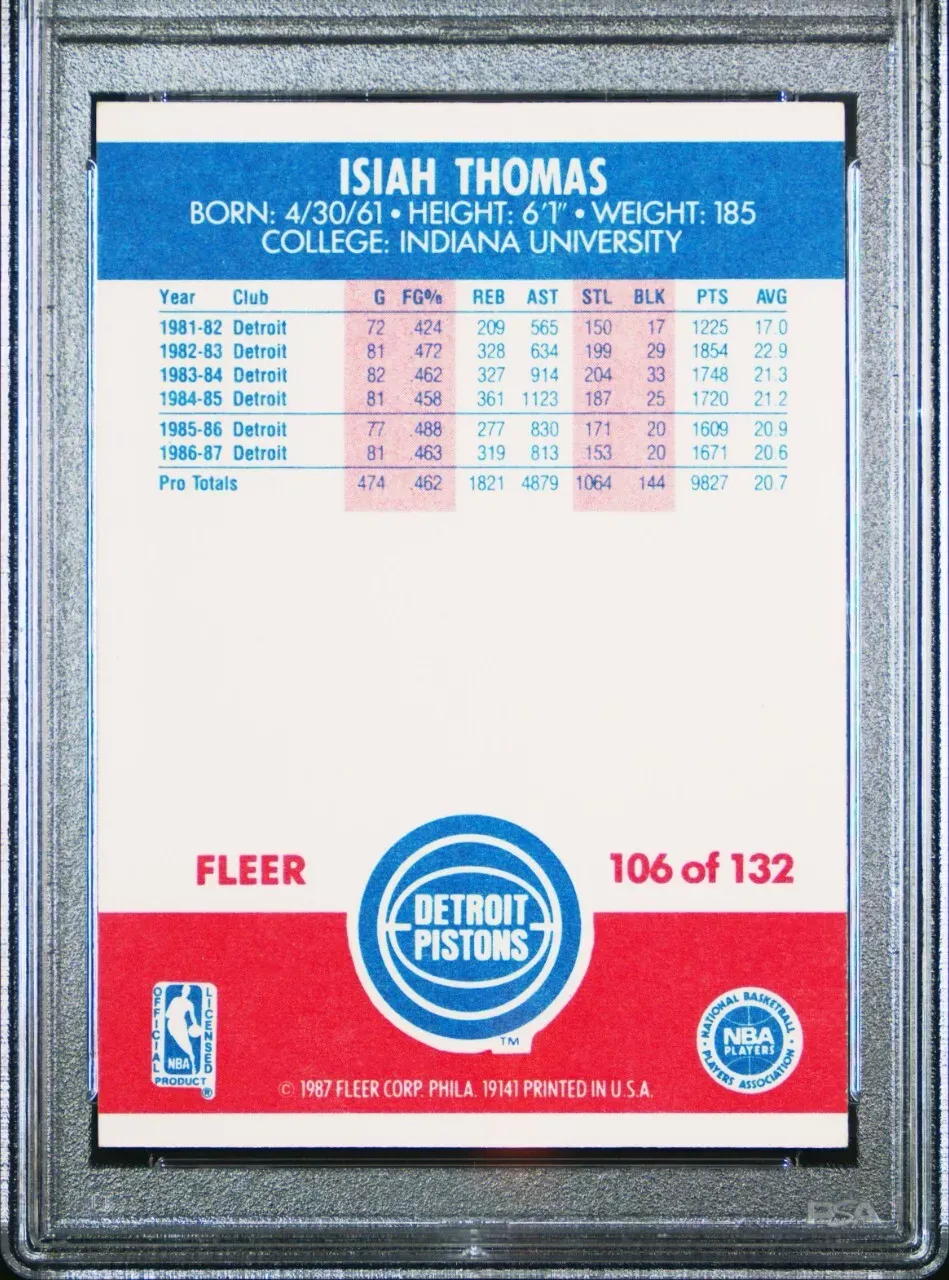 ISIAH THOMAS
BORN: 4/30/61 • HEIGHT: 6'1" • WEIGHT: 185
COLLEGE: INDIANA UNIVERSITY
Year Club G FG% REB AST STL BLK PTS AVG
1981-82 Detroit 72 .424 209 565 150 17 1225 17.0
1982-83 Detroit 81 .472 328 634 199 29 1854 22.9
1983-84 Detroit 82 .462 327 914 204 33 1748 21.3
1984-85 Detroit 81 .458 361 1123 187 25 1720 21.2
1985-86 Detroit 77 .488 277 830 171 20 1609 20.9
1986-87 Detroit 81 .463 319 813 153 20 1671 20.6
Pro Totals 474 .462 1821 4879 1064 144 9827 20.7
FLEER
106 of 132
DETROIT
PISTONS
TM
OFFICIAL
LICENSED
NBA
PRODUCT
®
NATIONAL BASKETBALL
NBA
PLAYERS
PLAYERS ASSOCIATION
© 1987 FLEER CORP. PHILA. 19141 PRINTED IN U.S.A.
PSA